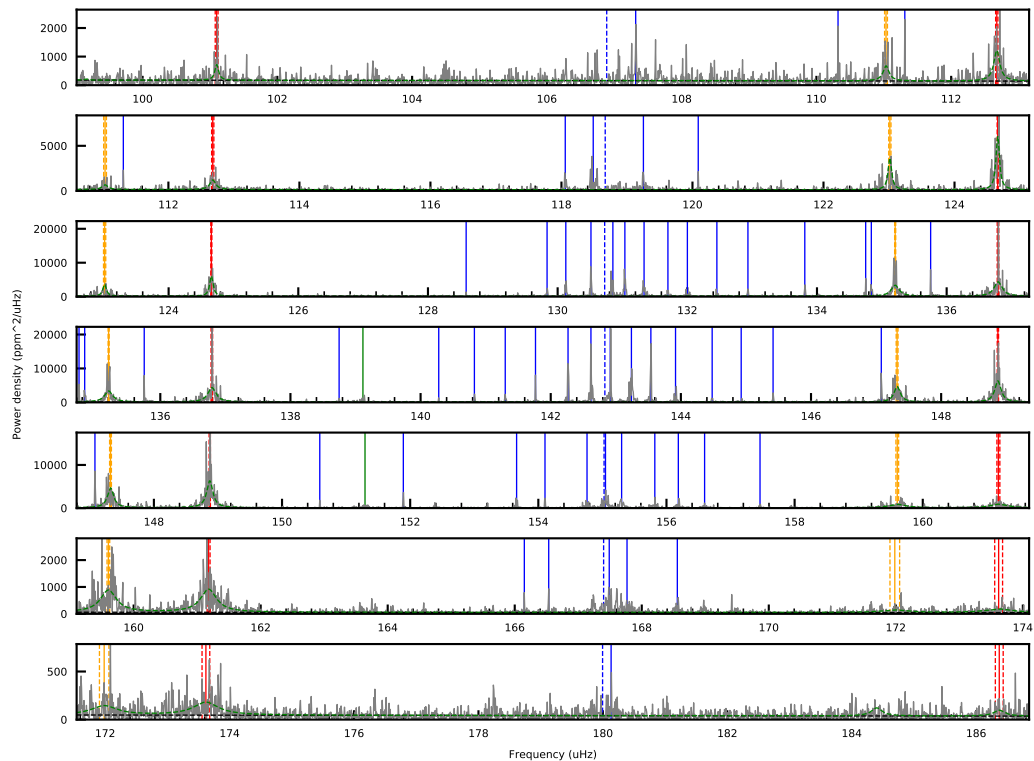 2000
1000
0
100 102 104 106 108 110 112
5000
0
112 114 116 118 120 122 124
20000
10000
0
124 126 128 130 132 134 136
20000
10000
0
136 138 140 142 144 146 148
10000
0
148 150 152 154 156 158 160
2000
1000
0
160 162 164 166 168 170 172 174
500
0
172 174 176 178 180 182 184 186
Power density (ppm^2/uHz)
Frequency (uHz)